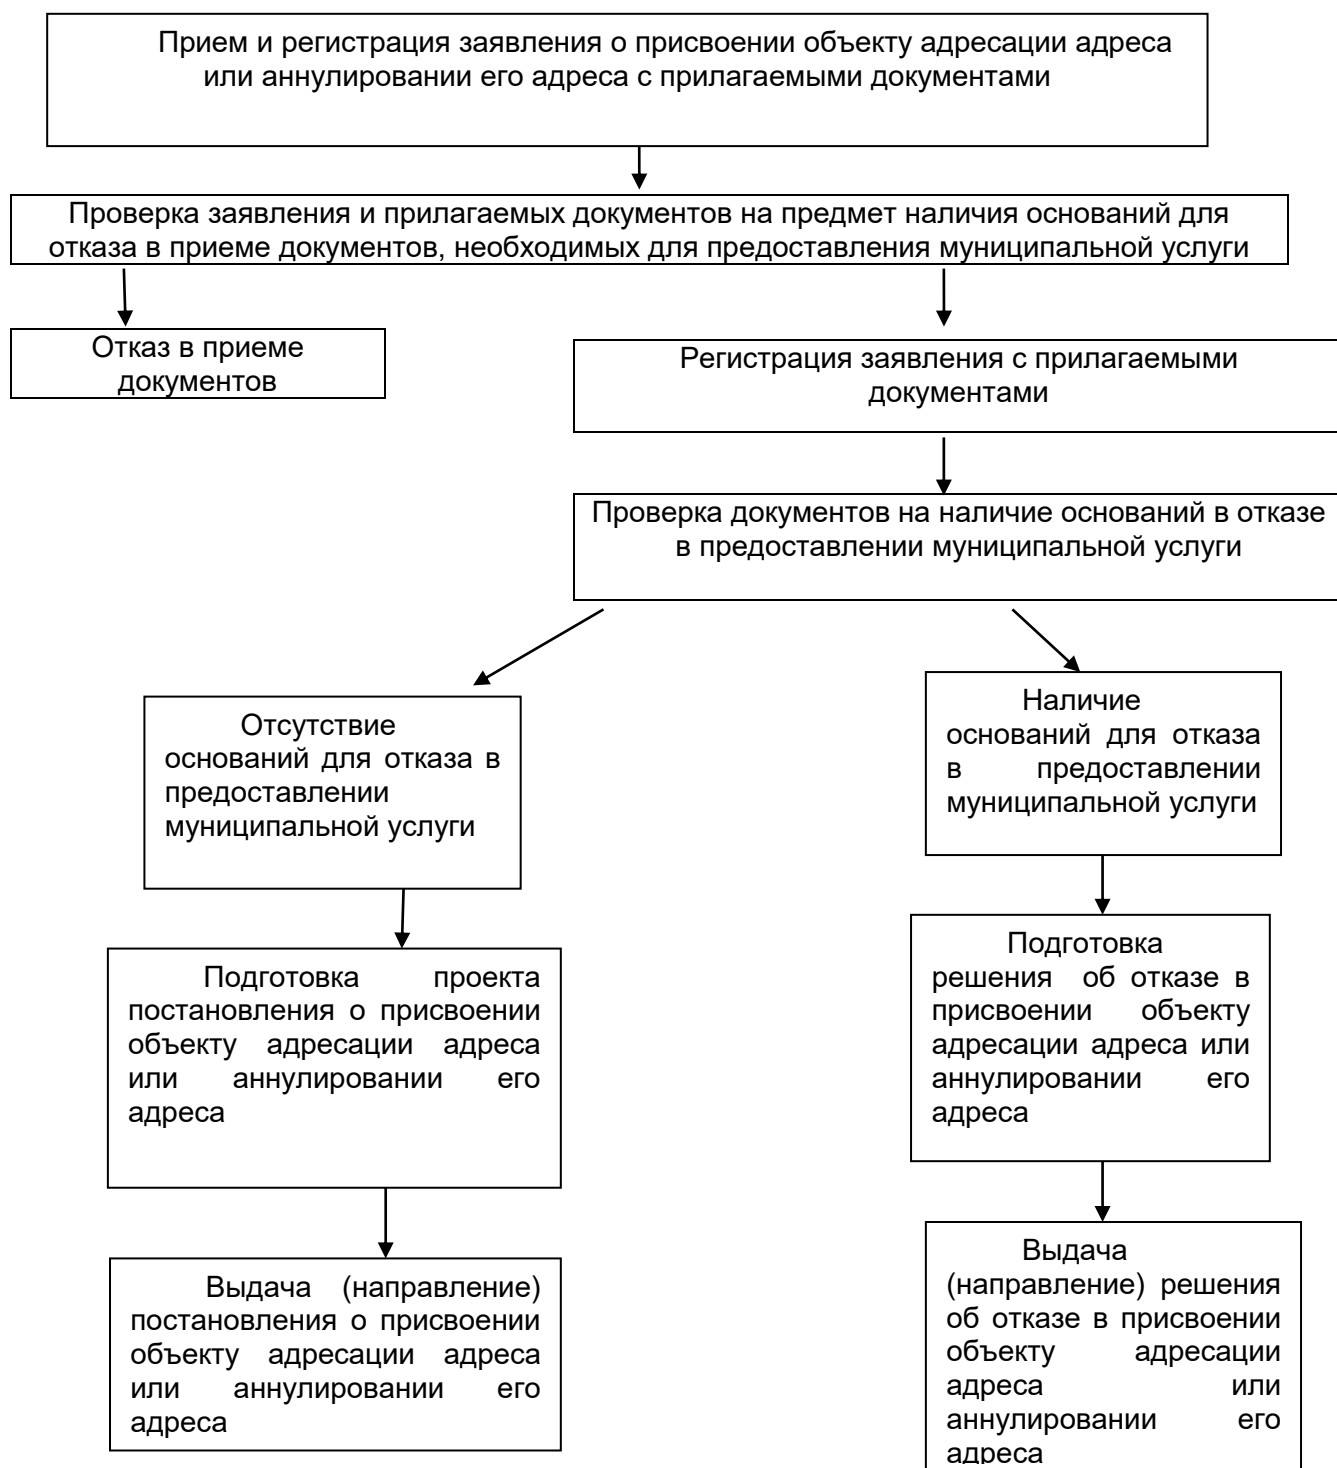 Прием и регистрация заявления о присвоении объекту адресации адреса
или аннулировании его адреса с прилагаемыми документами
Проверка заявления и прилагаемых документов на предмет наличия оснований для
отказа в приеме документов, необходимых для предоставления муниципальной услуги
Отказ в приеме
документов
Регистрация заявления с прилагаемыми
документами
Проверка документов на наличие оснований в отказе
в предоставлении муниципальной услуги
Отсутствие
оснований для отказа в
предоставлении
муниципальной услуги
Наличие
оснований для отказа
в предоставлении
муниципальной услуги
Подготовка проекта
постановления о присвоении
объекту адресации адреса
или аннулировании его
адреса
Подготовка
решения об отказе в
присвоении объекту
адресации адреса или
аннулировании его
адреса
Выдача (направление)
постановления о присвоении
объекту адресации адреса
или аннулировании его
адреса
Выдача
(направление) решения
об отказе в присвоении
объекту адресации
адреса или
аннулировании его
адреса